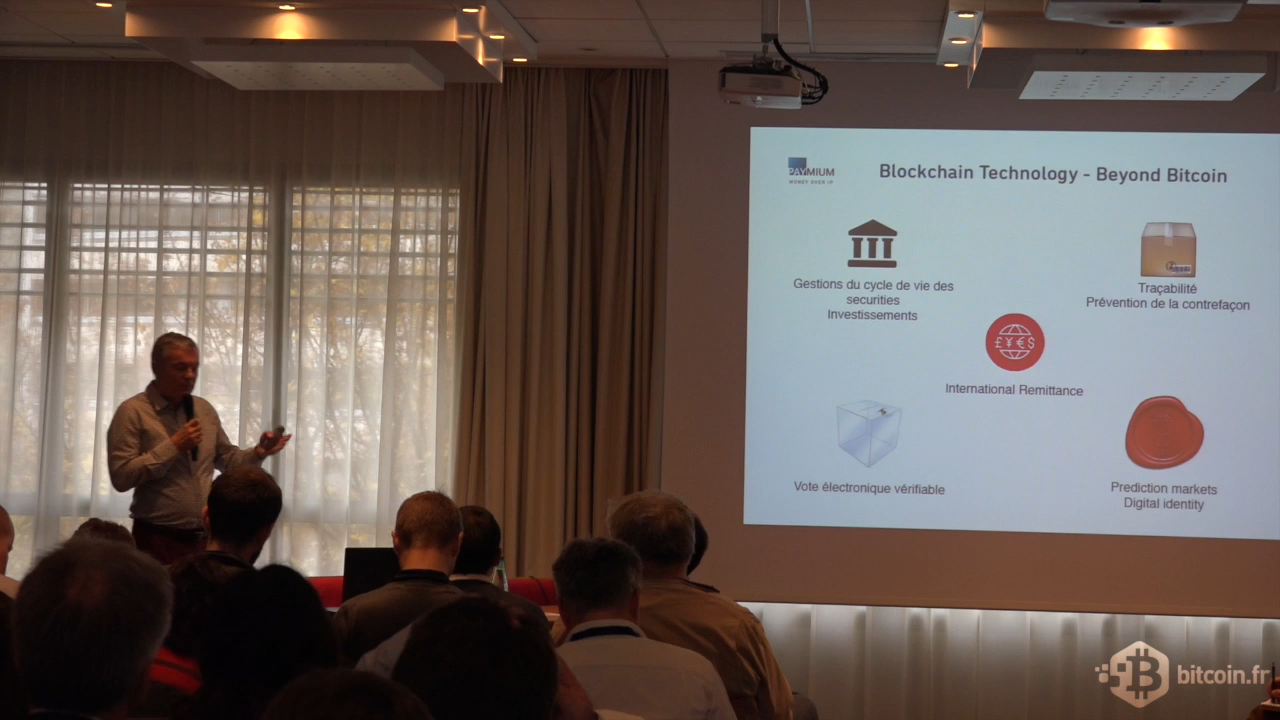 PAYMIUM
MONEY OVER IP
Blockchain Technology - Beyond Bitcoin
Gestions du cycle de vie des
securities
Investissements
Traçabilité
Prévention de la contrefaçon
£¥€$
International Remittance
Vote électronique vérifiable
Prediction markets
Digital identity
bitcoin.fr